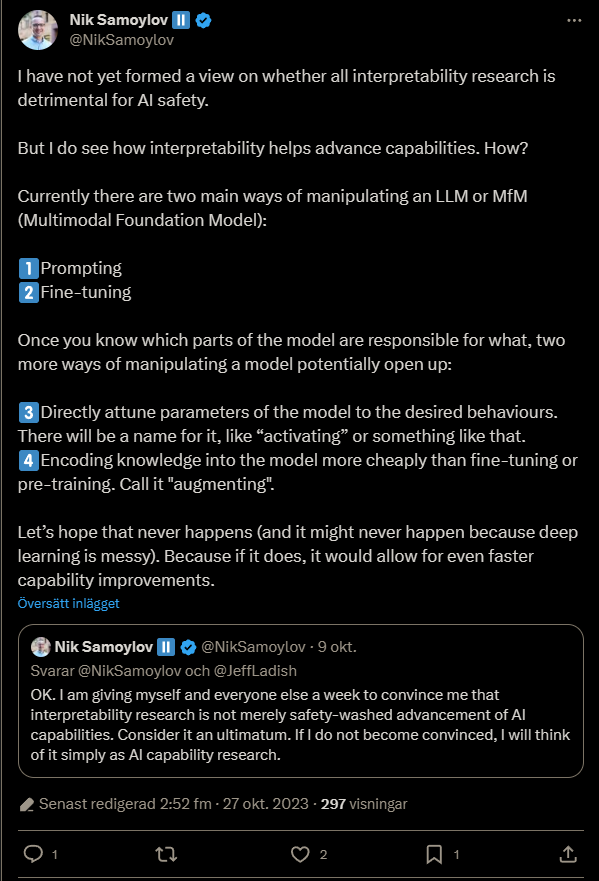 Nik Samoylov ⏸️
@NikSamoylov
I have not yet formed a view on whether all interpretability research is
detrimental for AI safety.
But I do see how interpretability helps advance capabilities. How?
Currently there are two main ways of manipulating an LLM or MfM
(Multimodal Foundation Model):
1️⃣Prompting
2️⃣Fine-tuning
Once you know which parts of the model are responsible for what, two
more ways of manipulating a model potentially open up:
3️⃣Directly attune parameters of the model to the desired behaviours.
There will be a name for it, like “activating” or something like that.
4️⃣Encoding knowledge into the model more cheaply than fine-tuning or
pre-training. Call it "augmenting".
Let’s hope that never happens (and it might never happen because deep
learning is messy). Because if it does, it would allow for even faster
capability improvements.
Översätt inlägget
Nik Samoylov ⏸️ @NikSamoylov · 9 okt.
Svarar @NikSamoylov och @JeffLadish
OK. I am giving myself and everyone else a week to convince me that
interpretability research is not merely safety-washed advancement of AI
capabilities. Consider it an ultimatum. If I do not become convinced, I will think
of it simply as AI capability research.
Senast redigerad 2:52 fm · 27 okt. 2023 · 297 visningar
1 2 1